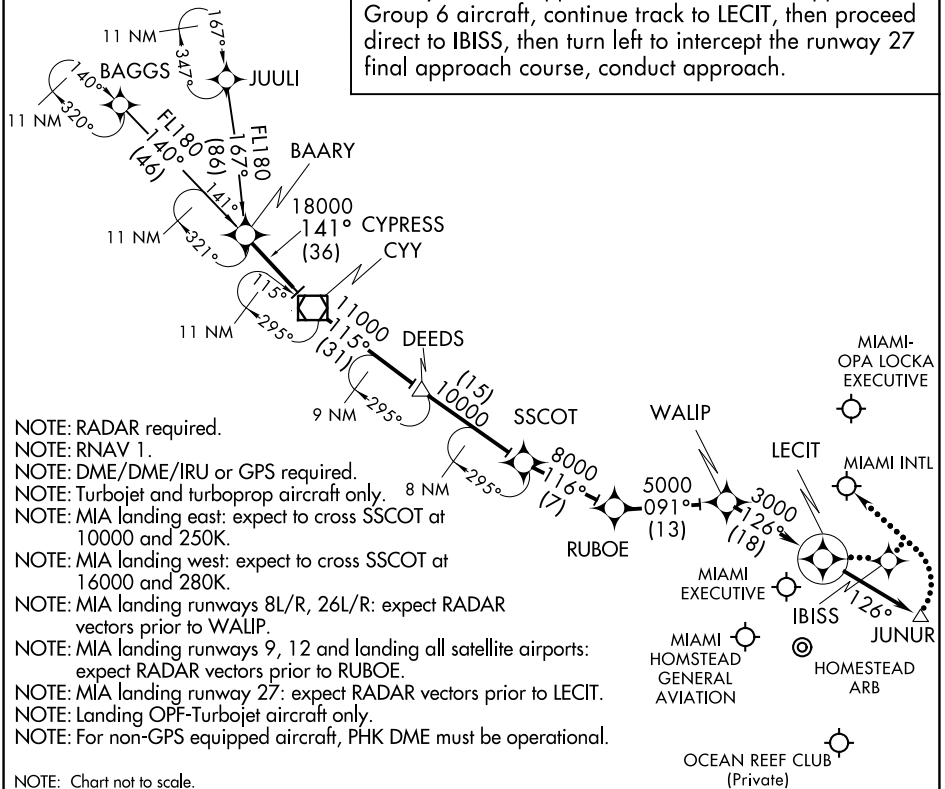 Group 6 aircraft, continue track to LECIT, then proceed
direct to IBISS, then turn left to intercept the runway 27
final approach course, conduct approach.
11 NM
167°
347°
JUULI
BAGGS
140°
320°
11 NM
FL180
140°
(46)
FL180
167°
(86)
BAARY
141°
321°
11 NM
18000
141°
(36)
CYPRESS
CYY
115°
295°
11 NM
11000
115°
(31)
DEEDS
295°
9 NM
(15)
10000
SSCOT
295°
8 NM
8000
116°
(7)
RUBOE
5000
091°
(13)
WALIP
3000
126°
(18)
LECIT
MIAMI-
OPA LOCKA
EXECUTIVE
MIAMI INTL
IBISS
126°
JUNUR
MIAMI
EXECUTIVE
MIAMI
HOMSTEAD
GENERAL
AVIATION
HOMESTEAD
ARB
OCEAN REEF CLUB
(Private)
NOTE: RADAR required.
NOTE: RNAV 1.
NOTE: DME/DME/IRU or GPS required.
NOTE: Turbojet and turboprop aircraft only.
NOTE: MIA landing east: expect to cross SSCOT at
10000 and 250K.
NOTE: MIA landing west: expect to cross SSCOT at
16000 and 280K.
NOTE: MIA landing runways 8L/R, 26L/R: expect RADAR
vectors prior to WALIP.
NOTE: MIA landing runways 9, 12 and landing all satellite airports:
expect RADAR vectors prior to RUBOE.
NOTE: MIA landing runway 27: expect RADAR vectors prior to LECIT.
NOTE: Landing OPF-Turbojet aircraft only.
NOTE: For non-GPS equipped aircraft, PHK DME must be operational.
NOTE: Chart not to scale.